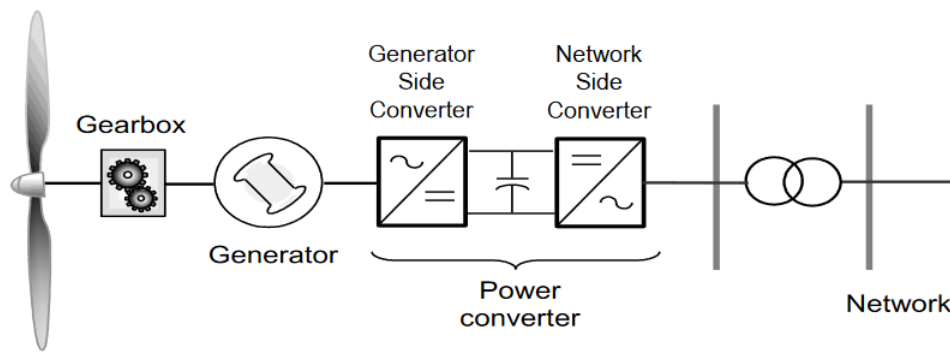 Generator
Side
Converter
Network
Side
Converter
Gearbox
Generator
Power
converter
Network